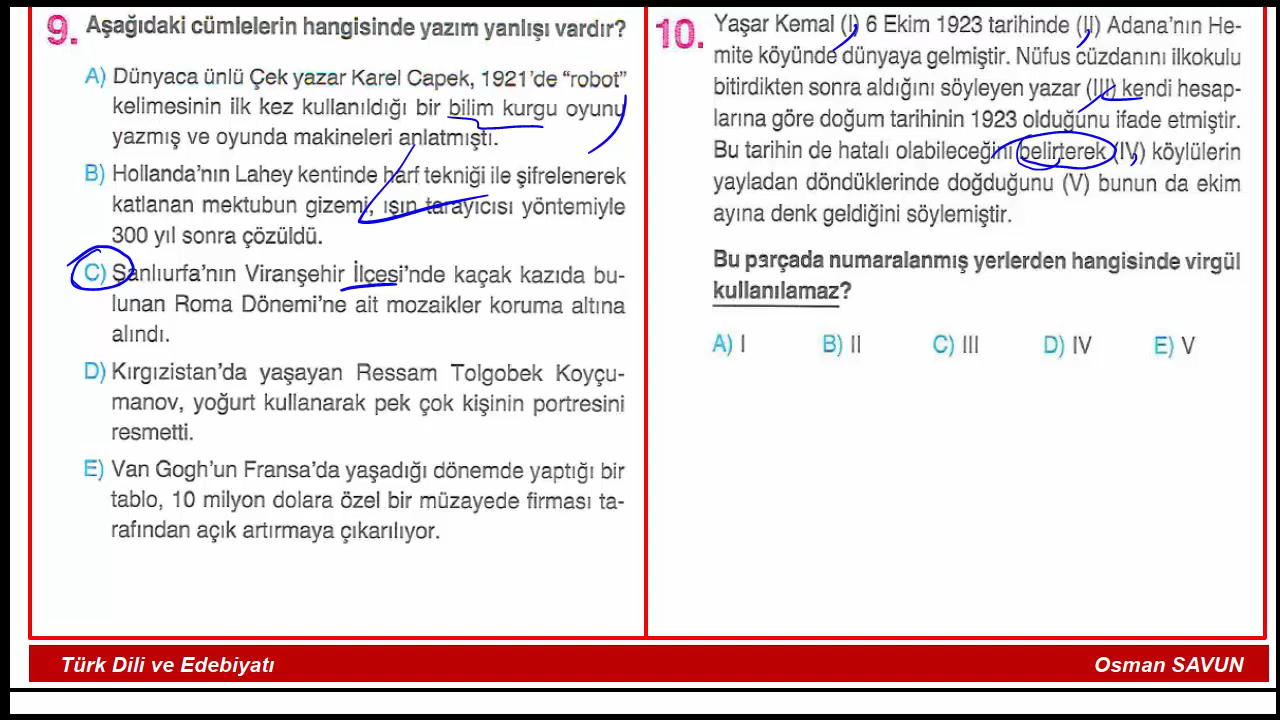 9. Aşağıdaki cümlelerin hangisinde yazım yanlışı vardır?
A) Dünyaca ünlü Çek yazar Karel Capek, 1921’de “robot”
kelimesinin ilk kez kullanıldığı bir bilim kurgu oyunu
yazmış ve oyunda makineleri anlatmıştı.
B) Hollanda’nın Lahey kentinde harf tekniği ile şifrelenerek
katlanan mektubun gizemi, ışın tarayıcısı yöntemiyle
300 yıl sonra çözüldü.
C) Şanlıurfa’nın Viranşehir İlçesi’nde kaçak kazıda bu-
lunan Roma Dönemi’ne ait mozaikler koruma altına
alındı.
D) Kırgızistan’da yaşayan Ressam Tolgobek Koyçu-
manov, yoğurt kullanarak pek çok kişinin portresini
resmetti.
E) Van Gogh’un Fransa’da yaşadığı dönemde yaptığı bir
tablo, 10 milyon dolara özel bir müzayede firması ta-
rafından açık artırmaya çıkarılıyor.
10. Yaşar Kemal (I) 6 Ekim 1923 tarihinde (II) Adana’nın He-
mite köyünde dünyaya gelmiştir. Nüfus cüzdanını ilkokulu
bitirdikten sonra aldığını söyleyen yazar (III) kendi hesap-
larına göre doğum tarihinin 1923 olduğunu ifade etmiştir.
Bu tarihin de hatalı olabileceğini belirterek (IV) köylülerin
yayladan döndüklerinde doğduğunu (V) bunun da ekim
ayına denk geldiğini söylemiştir.
Bu parçada numaralanmış yerlerden hangisinde virgül
kullanılamaz?
A) I B) II C) III D) IV E) V
Türk Dili ve Edebiyatı
Osman SAVUN